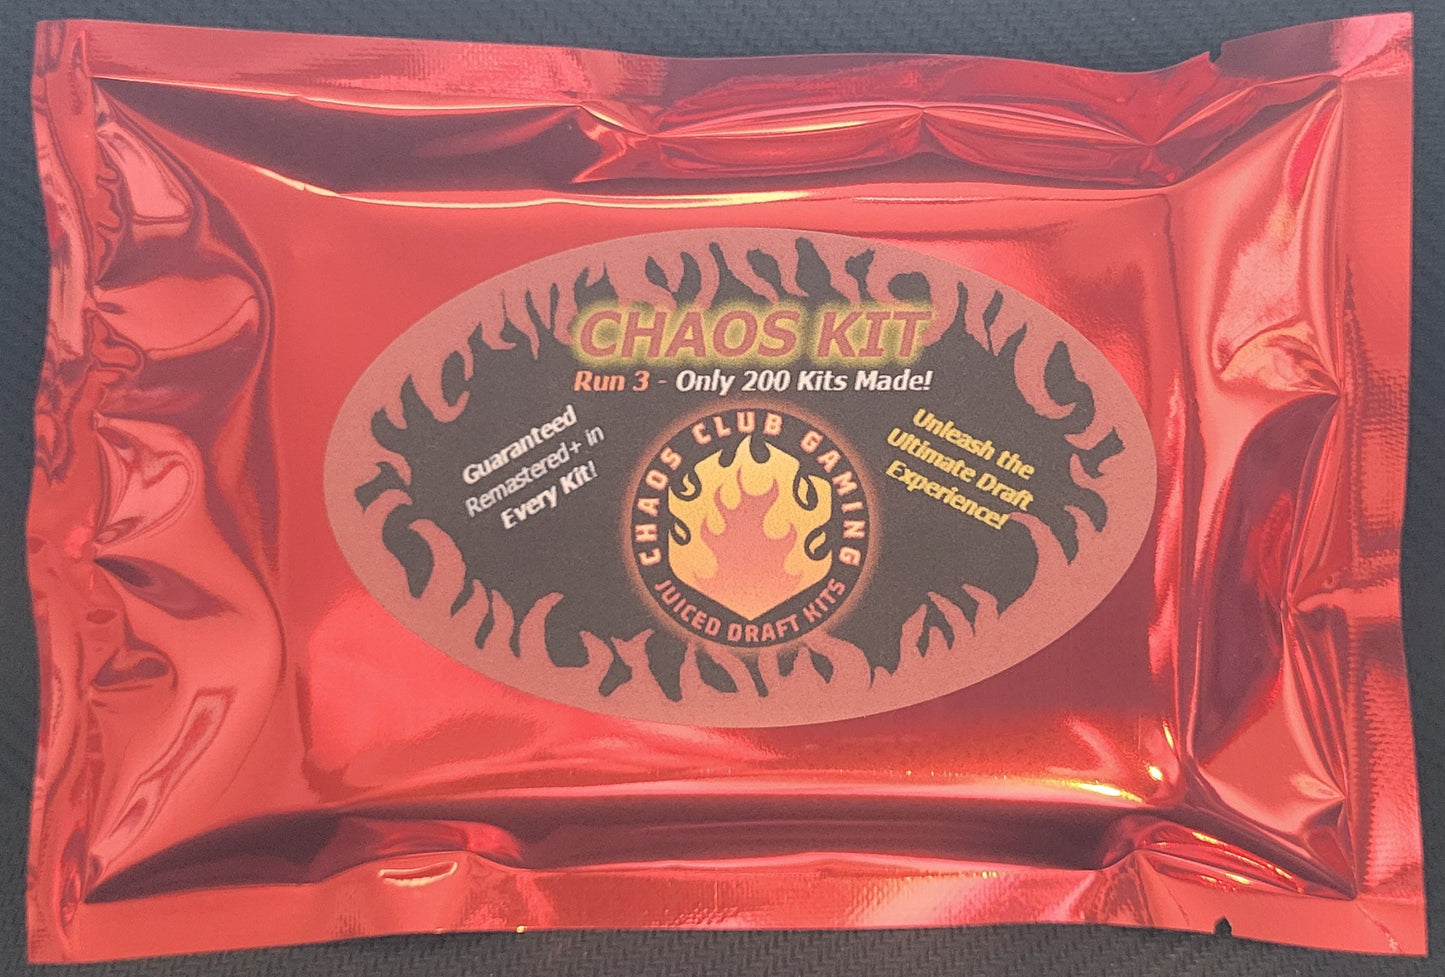 CHAOS KIT
Run 3 - Only 200 Kits Made!
Guaranteed
Remastered+ in
Every Kit!
Unleash the
Ultimate Draft
Experience!
CHAOS CLUB GAMING
JUICED DRAFT KITS